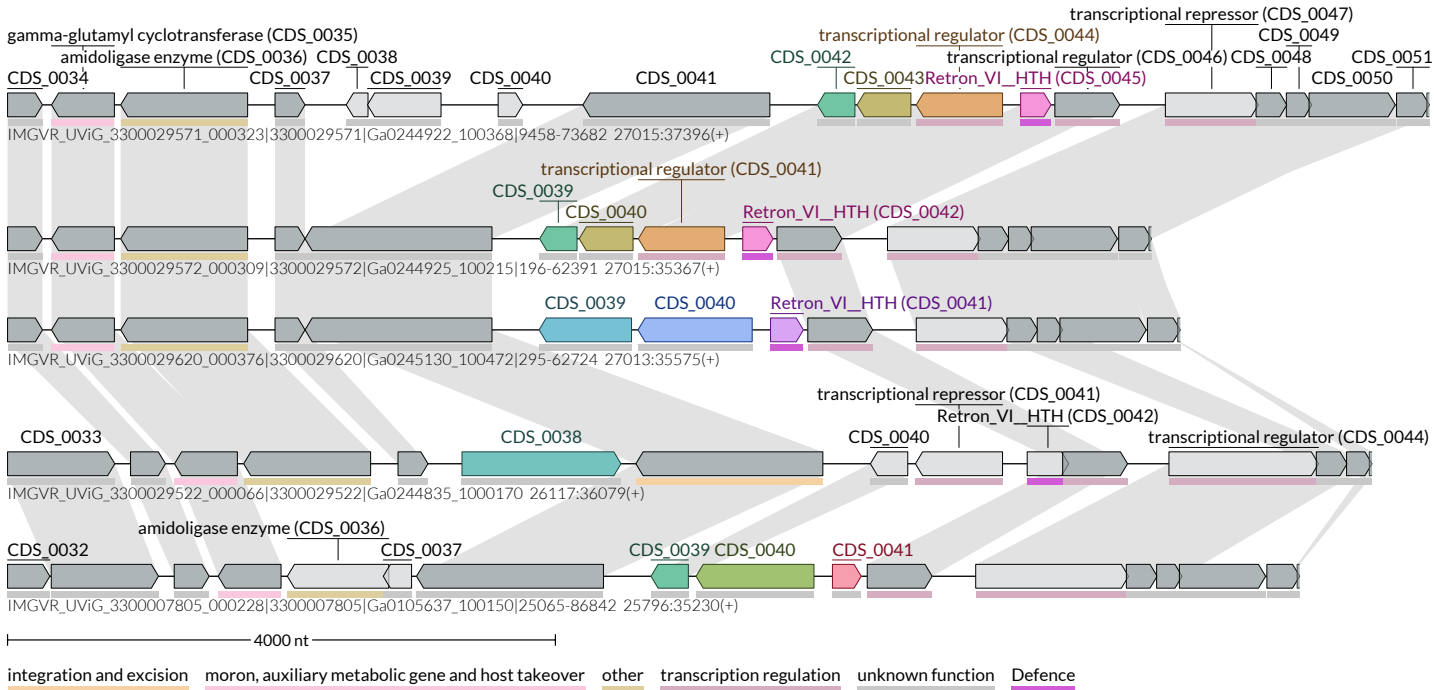 transcriptional repressor (CDS_0047)
gamma-glutamyl cyclotransferase (CDS_0035) transcriptional regulator (CDS_0044) CDS_0049
amidoligase enzyme (CDS_0036) CDS_0038 CDS_0042 transcriptional regulator (CDS_0046) CDS_0048 CDS_0051
CDS_0034 CDS_0037 CDS_0039 CDS_0040 CDS_0041 CDS_0043 Retron_VI__HTH (CDS_0045) CDS_0050
IMGVR_UViG_3300029571_000323|3300029571|Ga0244922_100368|9458-73682 27015:37396(+)
transcriptional regulator (CDS_0041)
CDS_0039
CDS_0040 Retron_VI__HTH (CDS_0042)
IMGVR_UViG_3300029572_000309|3300029572|Ga0244925_100215|196-62391 27015:35367(+)
CDS_0039 CDS_0040 Retron_VI__HTH (CDS_0041)
IMGVR_UViG_3300029620_000376|3300029620|Ga0245130_100472|295-62724 27013:35575(+)
transcriptional repressor (CDS_0041)
Retron_VI__HTH (CDS_0042)
CDS_0033 CDS_0038 CDS_0040 transcriptional regulator (CDS_0044)
IMGVR_UViG_3300029522_000066|3300029522|Ga0244835_1000170 26117:36079(+)
amidoligase enzyme (CDS_0036)
CDS_0032 CDS_0037 CDS_0039 CDS_0040 CDS_0041
IMGVR_UViG_3300007805_000228|3300007805|Ga0105637_100150|25065-86842 25796:35230(+)
4000 nt
integration and excision moron, auxiliary metabolic gene and host takeover other transcription regulation unknown function Defence